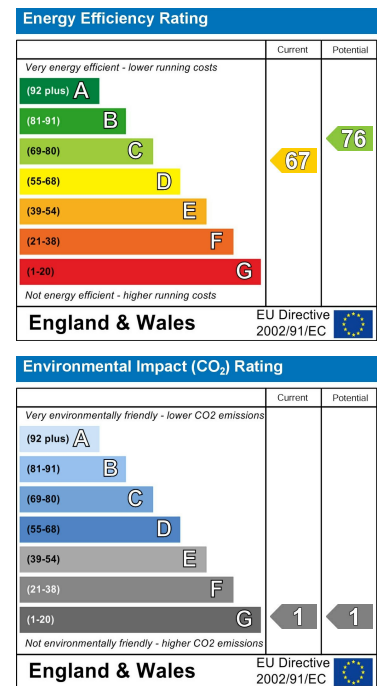 Energy Efficiency Rating
Current Potential
Very energy efficient - lower running costs
(92 plus) A
(81-91) B
(69-80) C
(55-68) D
(39-54) E
(21-38) F
(1-20) G
67
76
Not energy efficient - higher running costs
England & Wales
EU Directive
2002/91/EC
Environmental Impact (CO₂) Rating
Current Potential
Very environmentally friendly - lower CO2 emissions
(92 plus) A
(81-91) B
(69-80) C
(55-68) D
(39-54) E
(21-38) F
(1-20) G
1
1
Not environmentally friendly - higher CO2 emissions
England & Wales
EU Directive
2002/91/EC